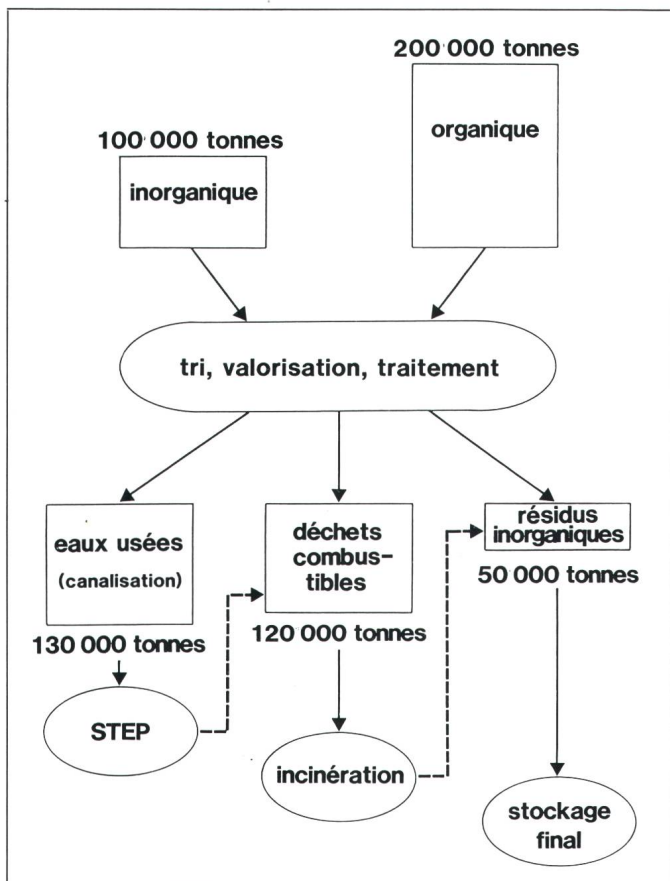 200 000 tonnes
organique
100 000 tonnes
inorganique
tri, valorisation, traitement
eaux usées
(canalisation)
130 000 tonnes
déchets
combus-
tibles
120 000 tonnes
résidus
inorganiques
50 000 tonnes
STEP
incinération
stockage
final